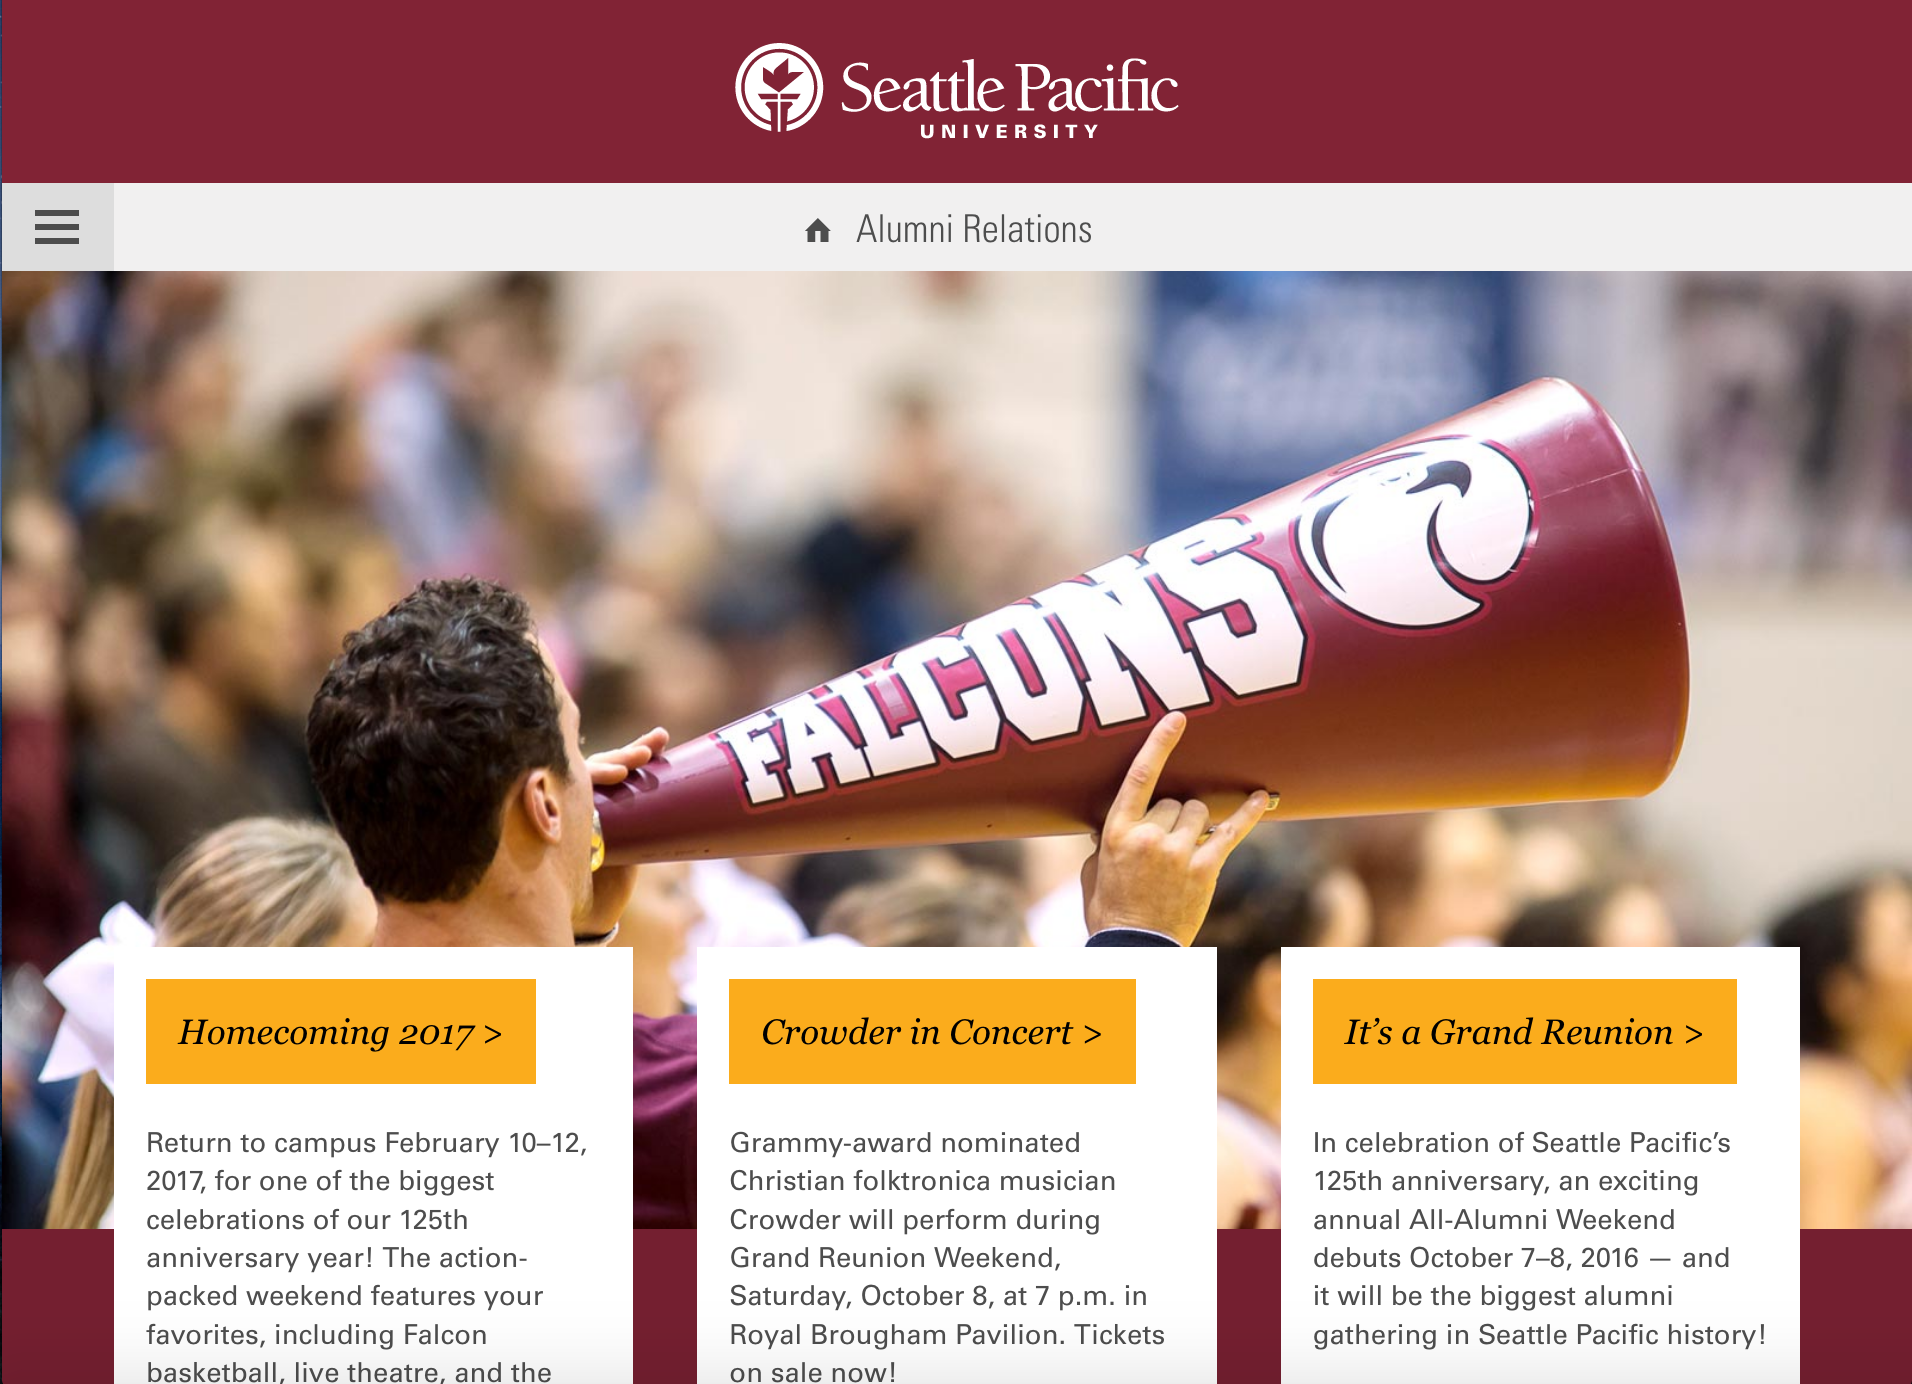 Seattle Pacific
UNIVERSITY
Alumni Relations
FALCONS
Homecoming 2017 >
Return to campus February 10–12,
2017, for one of the biggest
celebrations of our 125th
anniversary year! The action-
packed weekend features your
favorites, including Falcon
basketball, live theatre, and the
Crowder in Concert >
Grammy-award nominated
Christian folktronica musician
Crowder will perform during
Grand Reunion Weekend,
Saturday, October 8, at 7 p.m. in
Royal Brougham Pavilion. Tickets
on sale now!
It’s a Grand Reunion >
In celebration of Seattle Pacific’s
125th anniversary, an exciting
annual All-Alumni Weekend
debuts October 7–8, 2016 — and
it will be the biggest alumni
gathering in Seattle Pacific history!